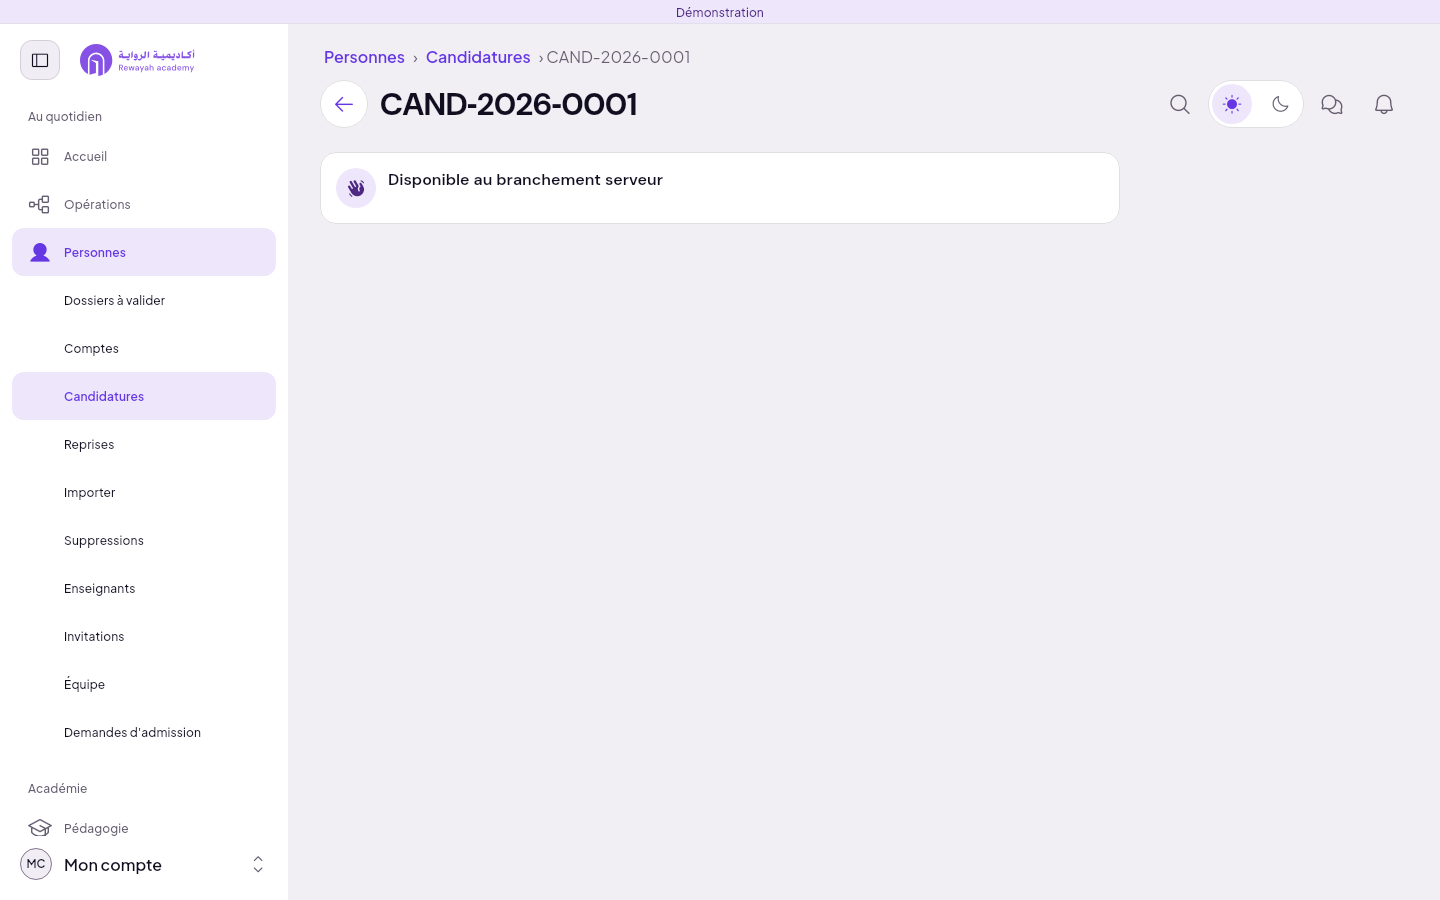 Démonstration
أكاديمية الرواية
Rewayah academy
Au quotidien
Accueil
Opérations
Personnes
Dossiers à valider
Comptes
Candidatures
Reprises
Importer
Suppressions
Enseignants
Invitations
Équipe
Demandes d'admission
Académie
Pédagogie
MC Mon compte
Personnes › Candidatures › CAND-2026-0001
CAND-2026-0001
Disponible au branchement serveur